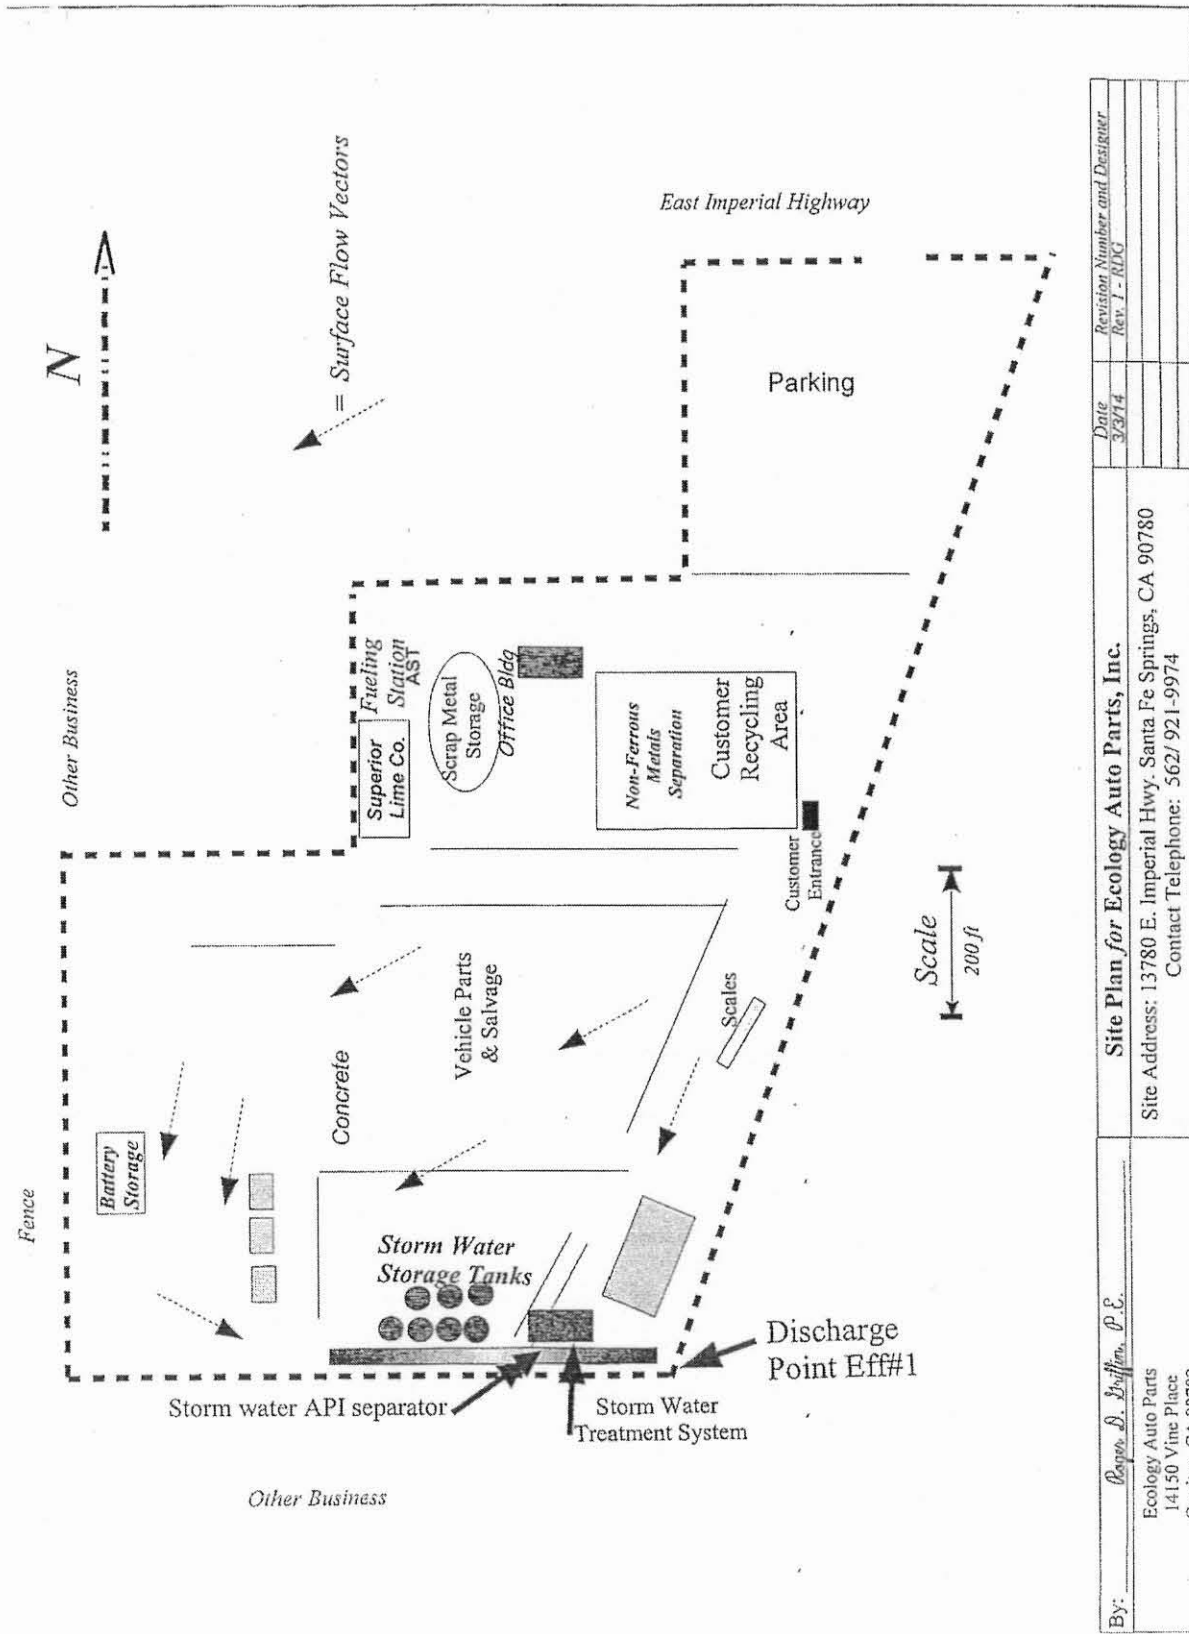 N
= Surface Flow Vectors
East Imperial Highway
Parking
Other Business
Fueling
Station
AST
Superior
Lime Co.
Scrap Metal
Storage
Office Bldg
Non-Ferrous
Metals
Separation
Customer
Recycling
Area
Customer
Entrance
Fence
Battery
Storage
Concrete
Vehicle Parts
& Salvage
Scales
Scale
200 ft
Storm Water
Storage Tanks
Discharge
Point Eff#1
Storm water API separator
Storm Water
Treatment System
Other Business
By: Roger D. Griffin, P.E.
Ecology Auto Parts
14150 Vine Place
Site Plan for Ecology Auto Parts, Inc.
Site Address: 13780 E. Imperial Hwy. Santa Fe Springs, CA 90780
Contact Telephone: 562/ 921-9974
Date
3/3/14
Revision Number and Designer
Rev. 1 - RDG